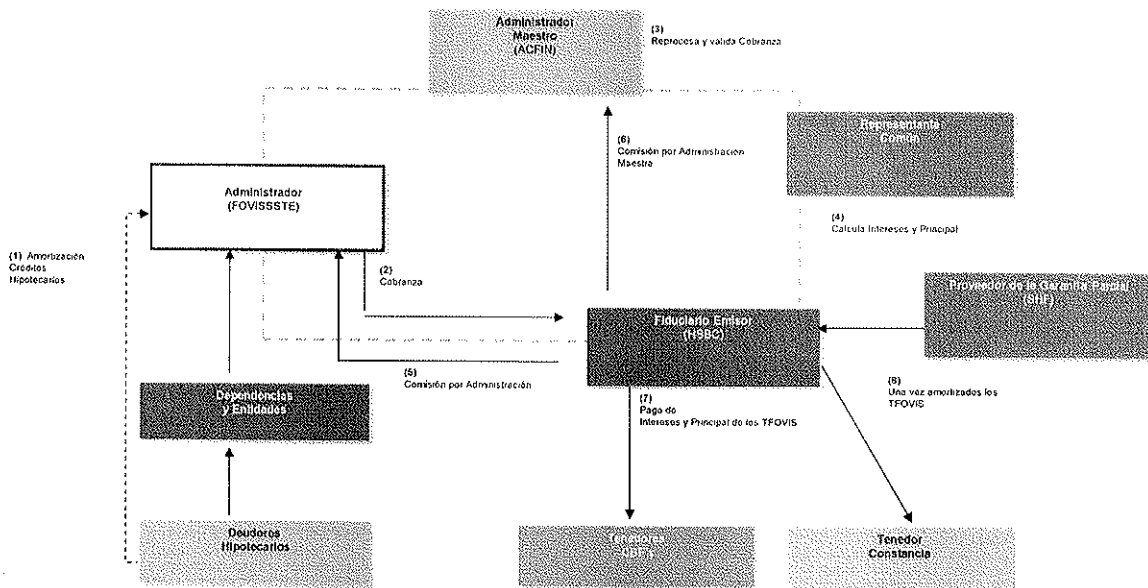 Administrador
Maestro
(ACFIN)
(3)
Reprocesa y valida Cobranza
Representante
Común
(6)
Comisión por Administración
Maestra
Administrador
(FOVISSSTE)
(4)
Calcula Intereses y Principal
(1) Amortización
Créditos
Hipotecarios
(2)
Cobranza
Proveedor de la Garantía Parcial
(SHF)
Fiduciario Emisor
(HSBC)
(5)
Comisión por Administración
Dependencias
y Entidades
(7)
Pago de
Intereses y Principal de los TFOVIS
(8)
Una vez amortizados los
TFOVIS
Deudores
Hipotecarios
Tenedores
Tenedor
Constancia